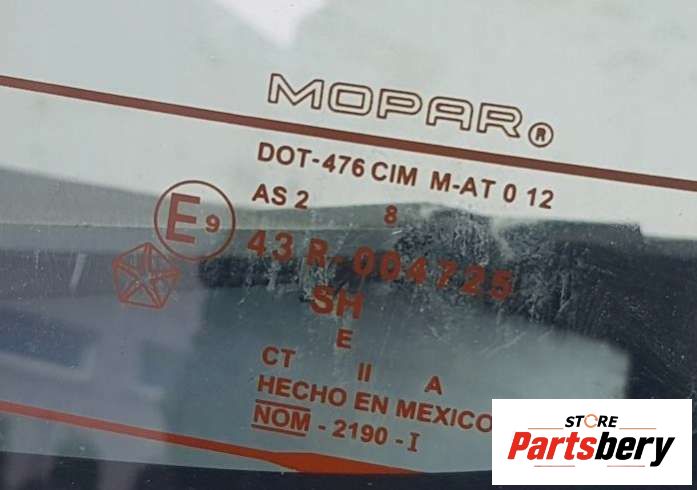 MOPAR®
DOT-476 CIM M-AT 0 12
AS 2 8
E9
43 R-004725
SH
E
CT II A
HECHO EN MEXICO
NOM - 2190 - I
STORE
Partsbery